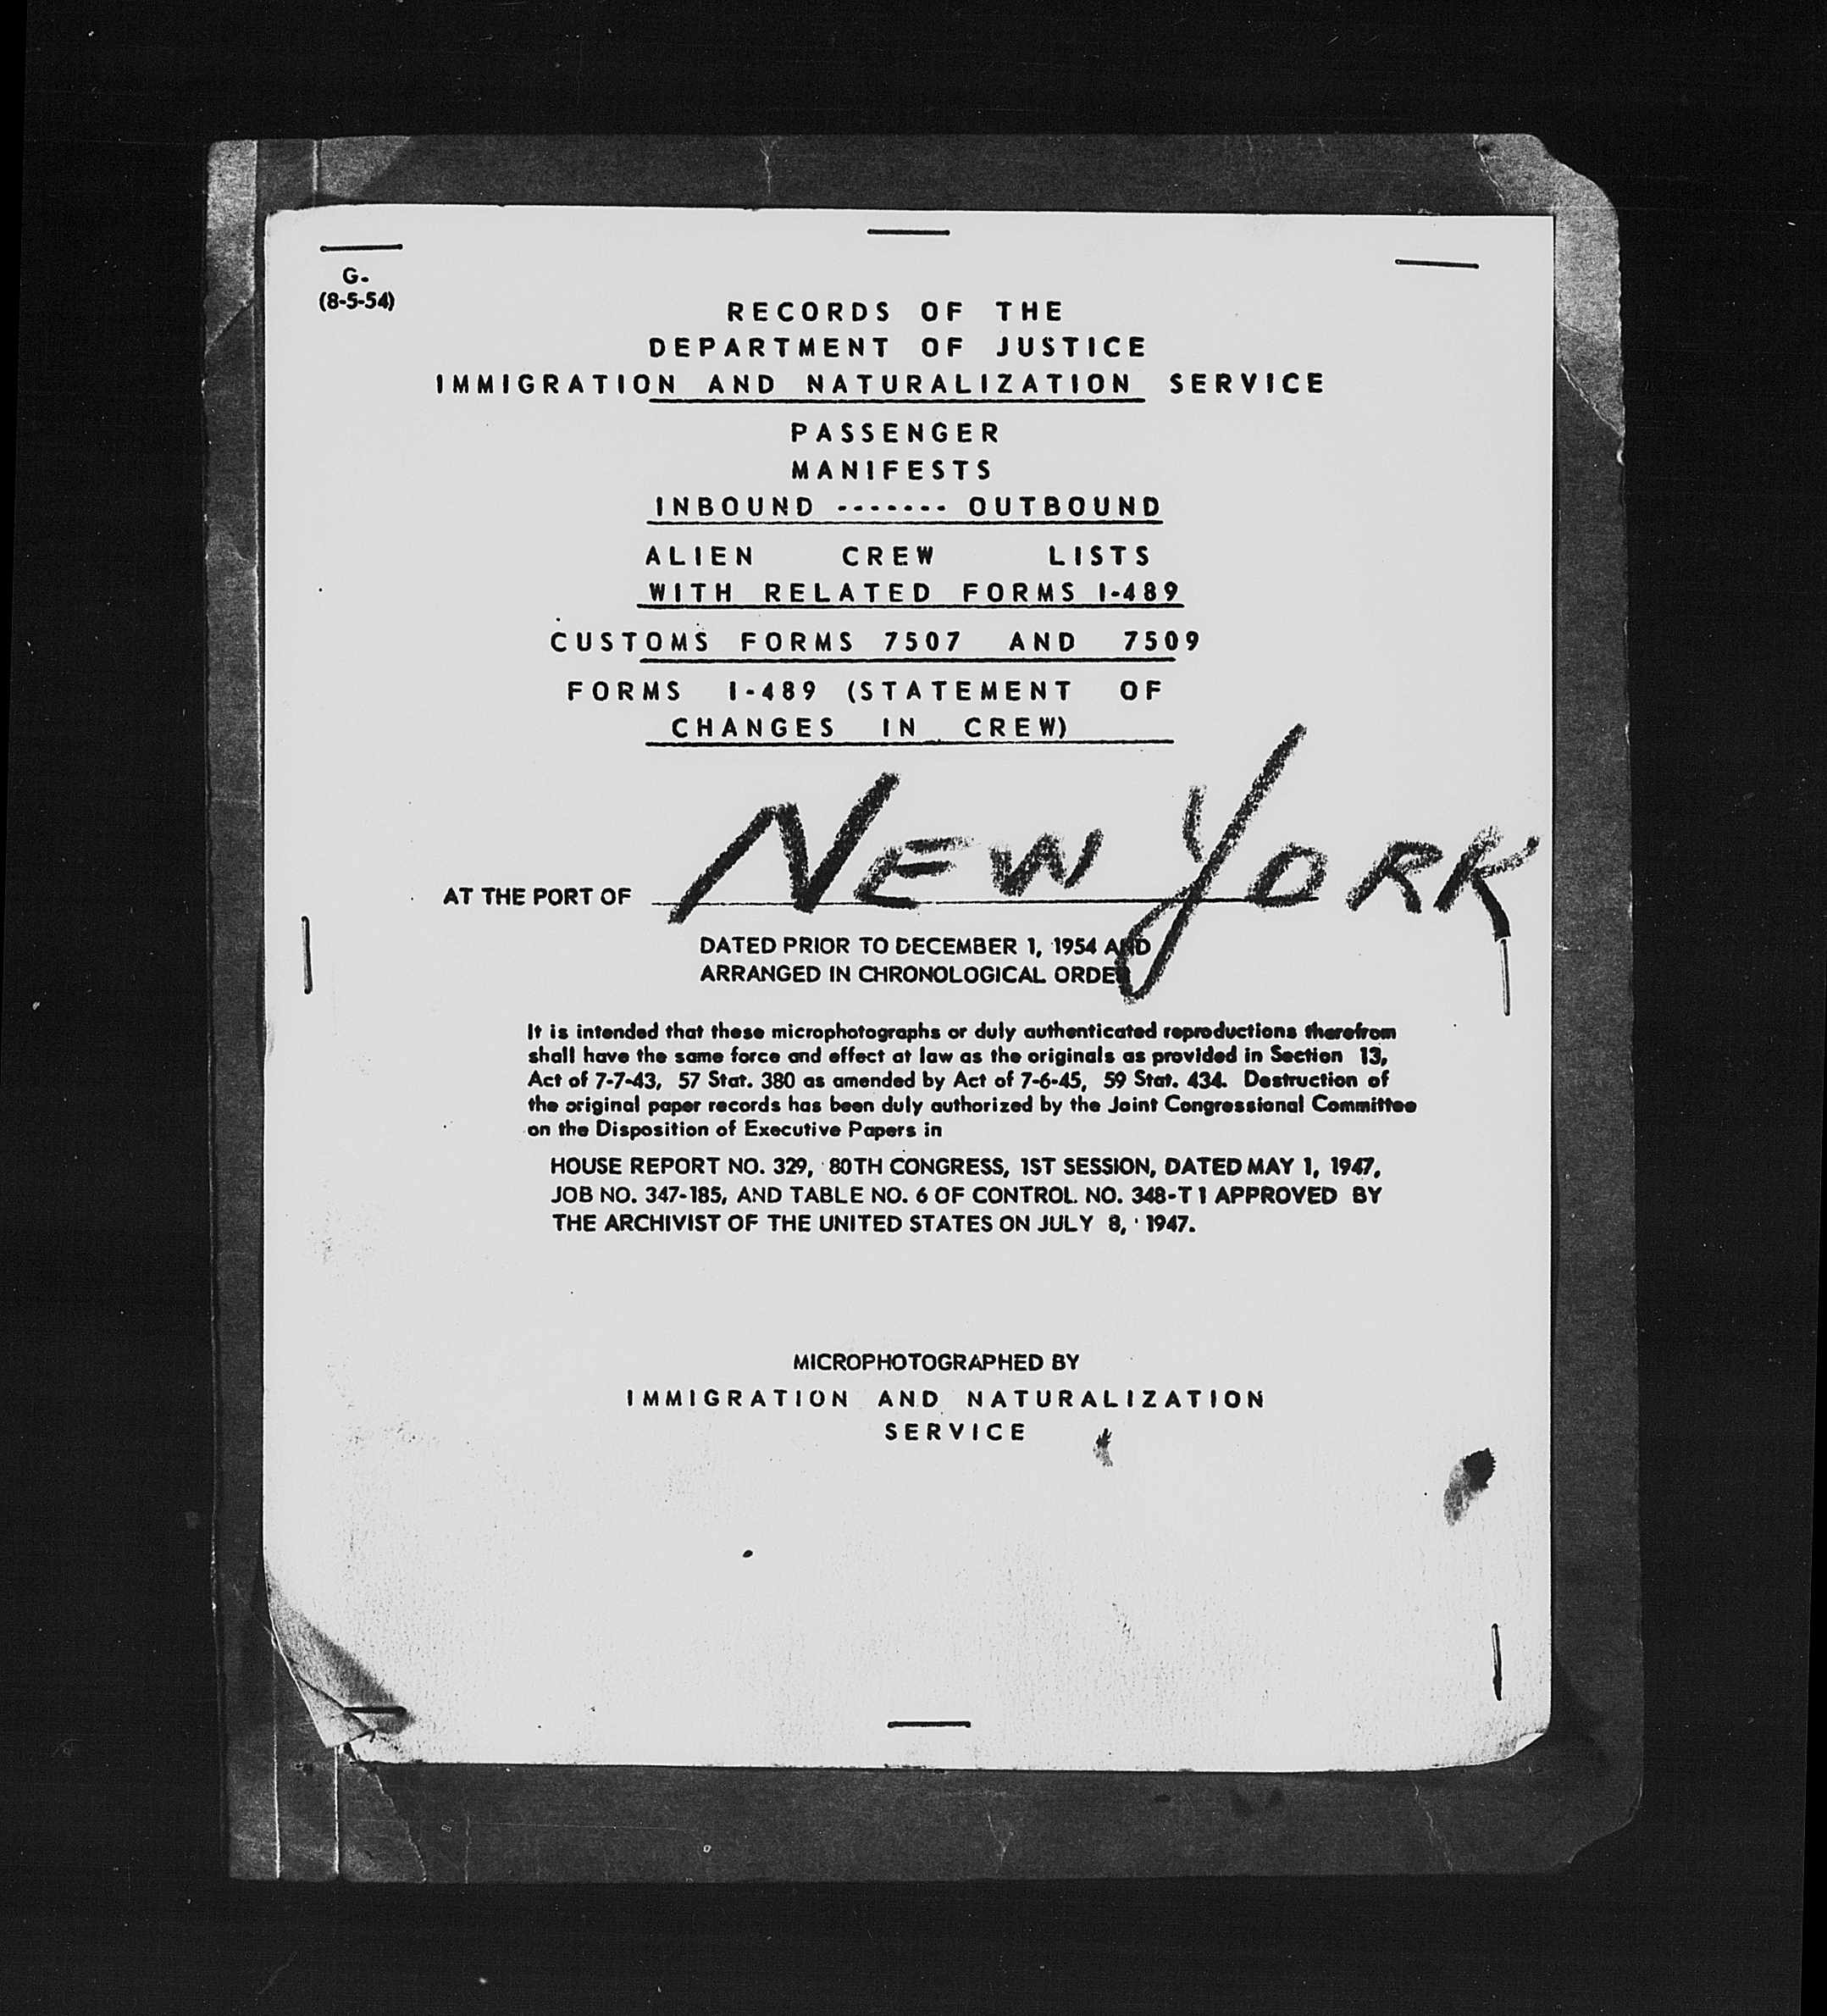 G-
(8-5-54)
RECORDS OF THE
DEPARTMENT OF JUSTICE
IMMIGRATION AND NATURALIZATION SERVICE
PASSENGER
MANIFESTS
INBOUND ------- OUTBOUND
ALIEN CREW LISTS
WITH RELATED FORMS I-489
CUSTOMS FORMS 7507 AND 7509
FORMS I-489 (STATEMENT OF
CHANGES IN CREW)
AT THE PORT OF NEW YORK
DATED PRIOR TO DECEMBER 1, 1954 AND
ARRANGED IN CHRONOLOGICAL ORDER
It is intended that these microphotographs or duly authenticated reproductions therefrom
shall have the same force and effect at law as the originals as provided in Section 13,
Act of 7-7-43, 57 Stat. 380 as amended by Act of 7-6-45, 59 Stat. 434. Destruction of
the original paper records has been duly authorized by the Joint Congressional Committee
on the Disposition of Executive Papers in
HOUSE REPORT NO. 329, 80TH CONGRESS, 1ST SESSION, DATED MAY 1, 1947,
JOB NO. 347-185, AND TABLE NO. 6 OF CONTROL NO. 348-T1 APPROVED BY
THE ARCHIVIST OF THE UNITED STATES ON JULY 8, 1947.
MICROPHOTOGRAPHED BY
IMMIGRATION AND NATURALIZATION
SERVICE